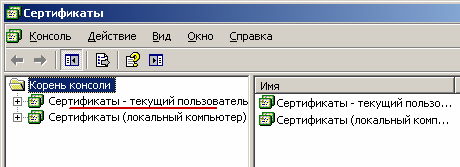 Сертификаты
Консоль Действие Вид Окно Справка
Корень консоли
Сертификаты - текущий пользователь
Сертификаты (локальный компьютер)
Имя
Сертификаты - текущий пользо...
Сертификаты (локальный комп...